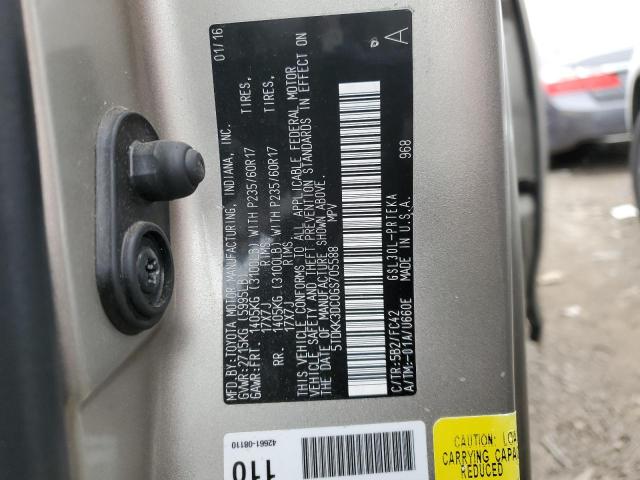 MFD.BY:TOYOTA MOTOR MANUFACTURING, INDIANA, INC. 01/16
GVWR:2715KG (5995LB)
GAWR:FRT. 1405KG (3100LB) WITH P235/60R17 TIRES,
17X7J RIMS,
RR. 1405KG (3100LB) WITH P235/60R17 TIRES,
17X7J RIMS.
THIS VEHICLE CONFORMS TO ALL APPLICABLE FEDERAL MOTOR
VEHICLE SAFETY AND THEFT PREVENTION STANDARDS IN EFFECT ON
THE DATE OF MANUFACTURE SHOWN ABOVE.
5TDKK3DC0GS705588 MPV
A
C/TR:5B2/FC42 GSL30L-PRTEKA 968
A/TM:-01A/U660E MADE IN U.S.A.
42661-08110
110
CAUTION: LOA
CARRYING CAPAC
REDUCED